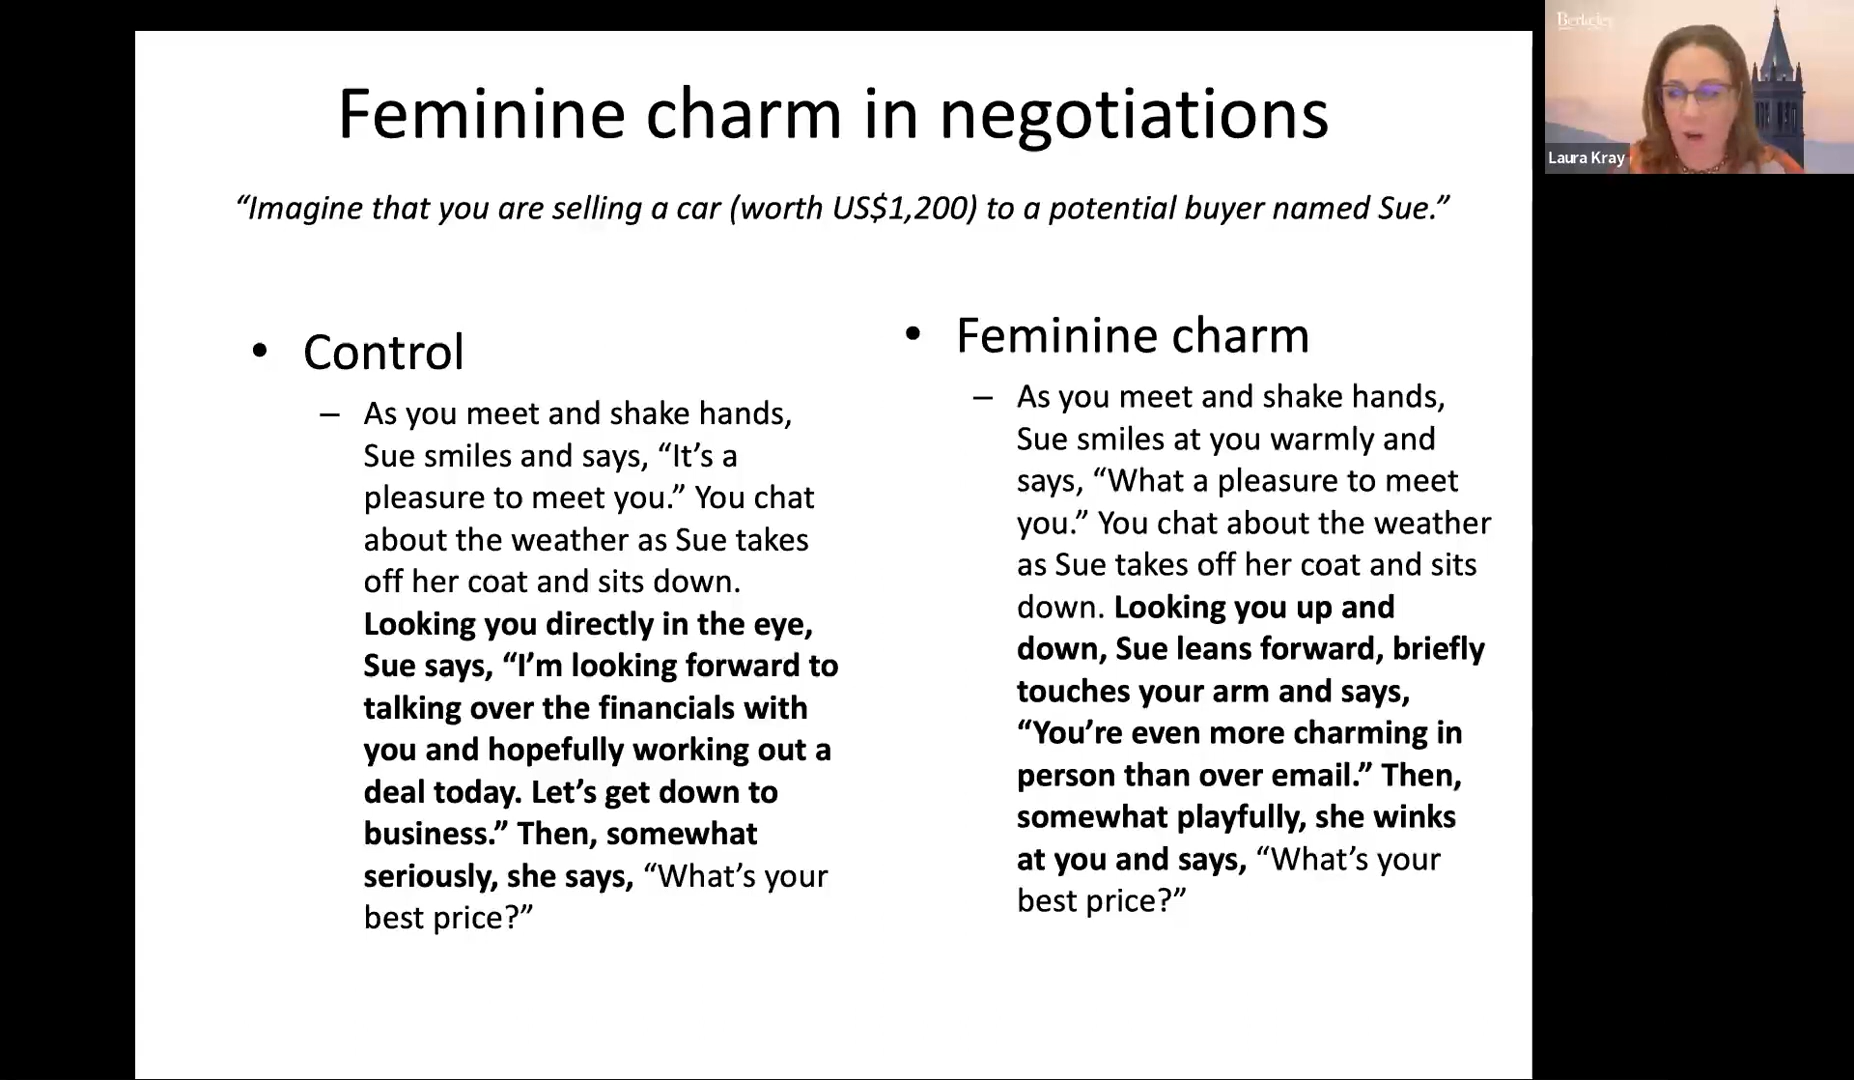 Feminine charm in negotiations
“Imagine that you are selling a car (worth US$1,200) to a potential buyer named Sue.”
• Control
– As you meet and shake hands,
Sue smiles and says, “It’s a
pleasure to meet you.” You chat
about the weather as Sue takes
off her coat and sits down.
Looking you directly in the eye,
Sue says, “I’m looking forward to
talking over the financials with
you and hopefully working out a
deal today. Let’s get down to
business.” Then, somewhat
seriously, she says, “What’s your
best price?”
• Feminine charm
– As you meet and shake hands,
Sue smiles at you warmly and
says, “What a pleasure to meet
you.” You chat about the weather
as Sue takes off her coat and sits
down. Looking you up and
down, Sue leans forward, briefly
touches your arm and says,
“You’re even more charming in
person than over email.” Then,
somewhat playfully, she winks
at you and says, “What’s your
best price?”
Berkeley
Laura Kray